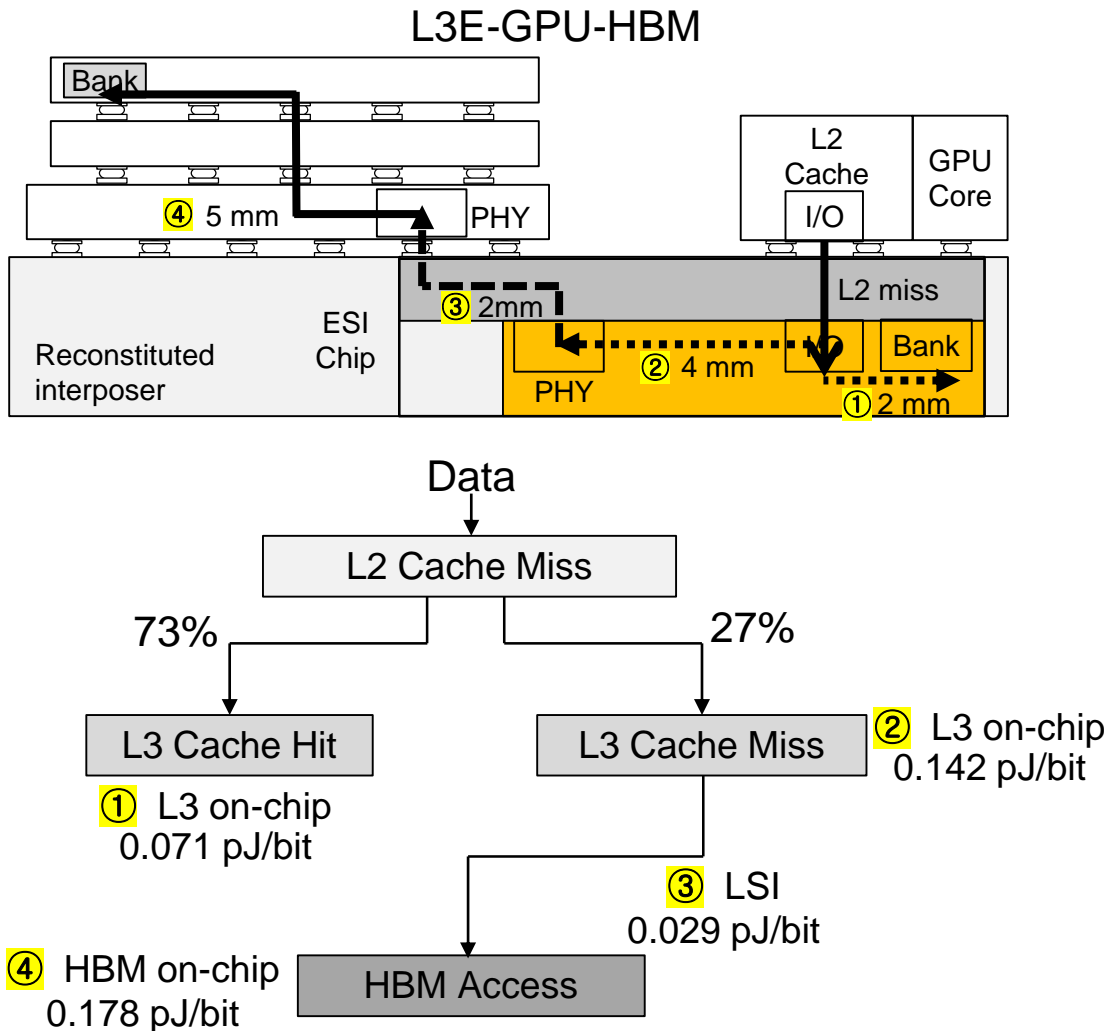 L3E-GPU-HBM
Bank
L2
Cache
GPU
Core
I/O
④ 5 mm
PHY
③ 2mm
L2 miss
ESI
Chip
Reconstituted
interposer
I/O
Bank
② 4 mm
PHY
① 2 mm
Data
L2 Cache Miss
73%
27%
L3 Cache Hit
L3 Cache Miss
② L3 on-chip
0.142 pJ/bit
① L3 on-chip
0.071 pJ/bit
③ LSI
0.029 pJ/bit
④ HBM on-chip
0.178 pJ/bit
HBM Access